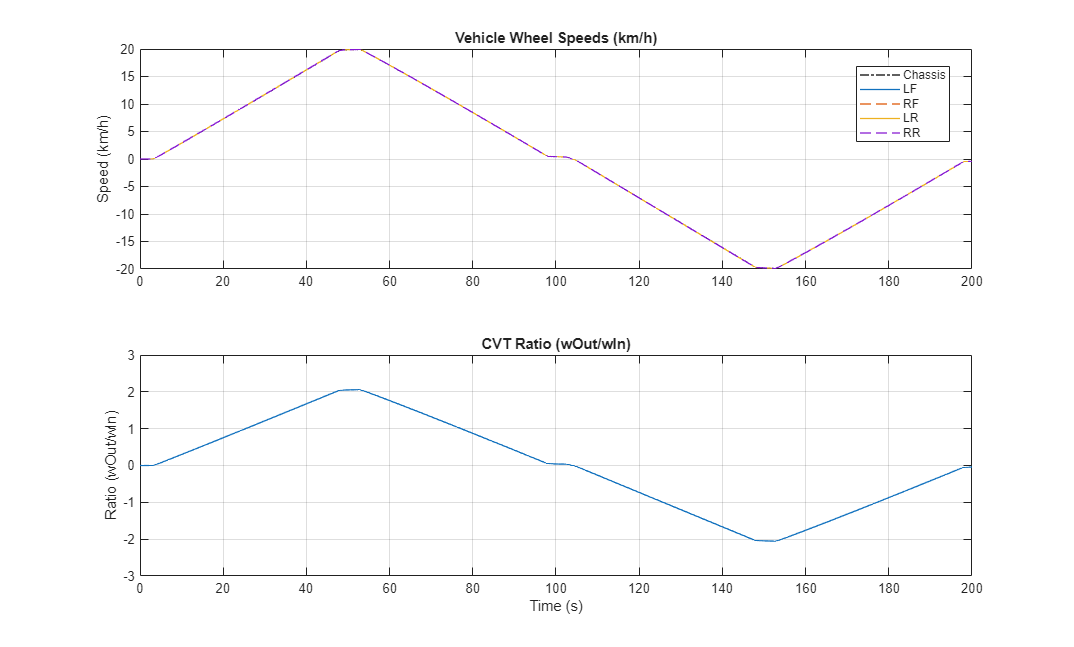 Vehicle Wheel Speeds (km/h)
Speed (km/h)
20
15
10
5
0
-5
-10
-15
-20
0 20 40 60 80 100 120 140 160 180 200
Chassis
LF
RF
LR
RR
CVT Ratio (wOut/wIn)
Ratio (wOut/wIn)
3
2
1
0
-1
-2
-3
0 20 40 60 80 100 120 140 160 180 200
Time (s)